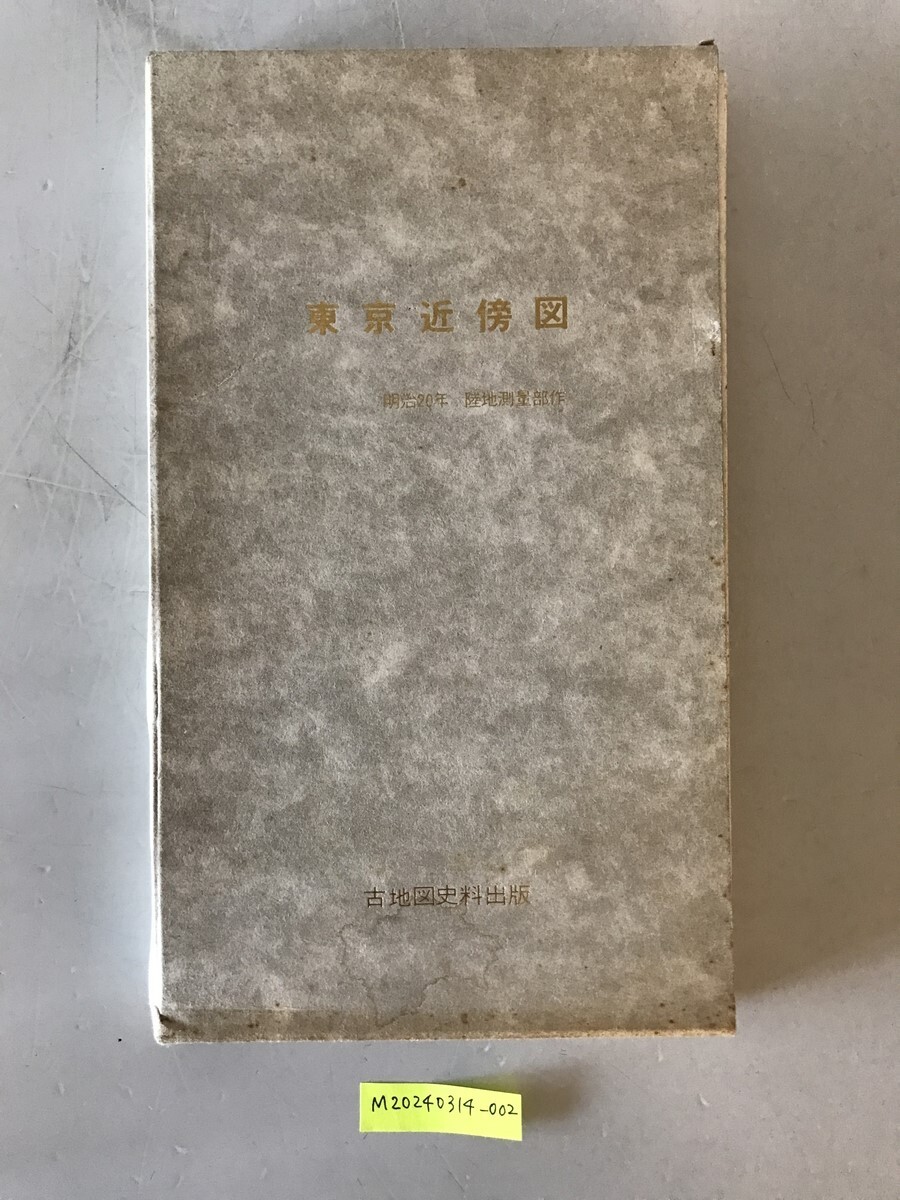 東京近傍図
明治20年 陸地測量部作
古地図史料出版
M20240314-002